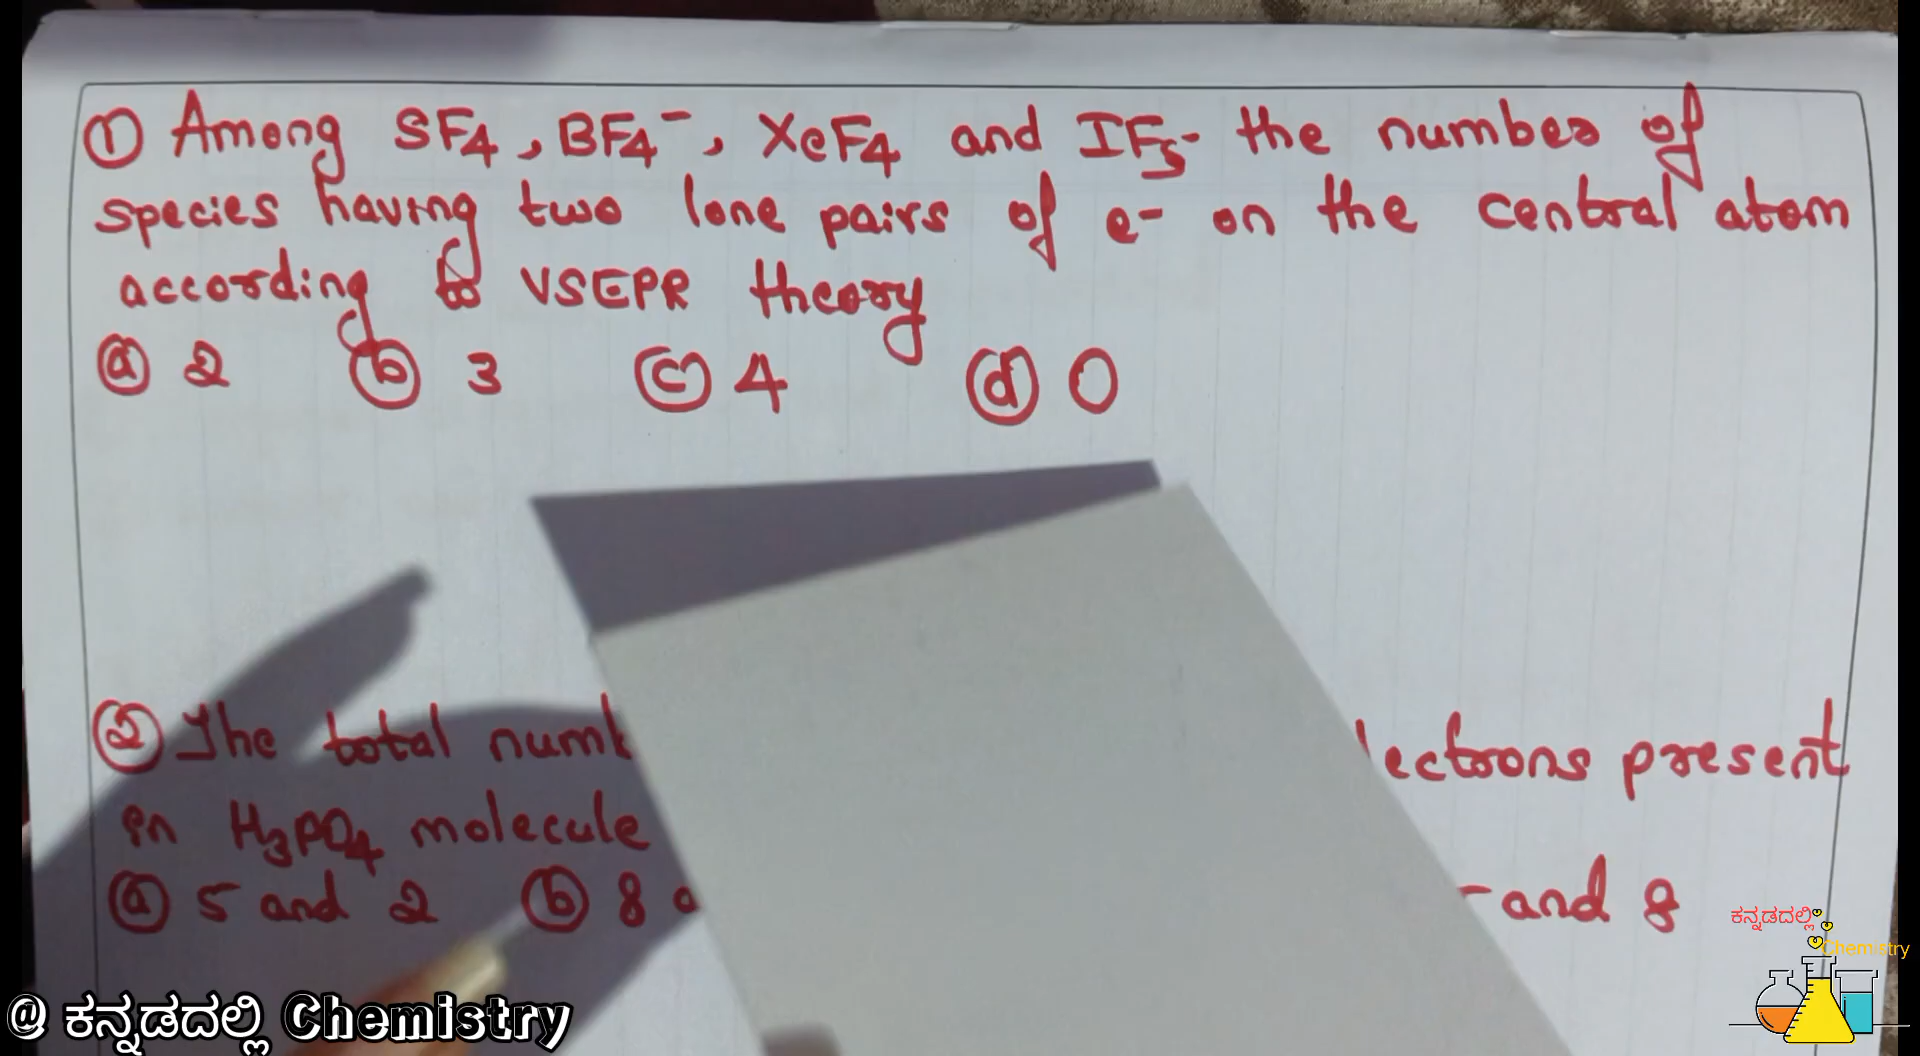 ① Among SF4, BF4⁻, XeF4 and IF5 the number of
species having two lone pairs of e- on the central atom
according to VSEPR theory
ⓐ 2 ⓑ 3 ⓒ 4 ⓓ 0
② The total ectrons present
in H3PO4 molecule
ⓐ 5 and 2 ⓑ 8 and 8
ಕನ್ನಡದಲ್ಲಿ
Chemistry
@ ಕನ್ನಡದಲ್ಲಿ Chemistry